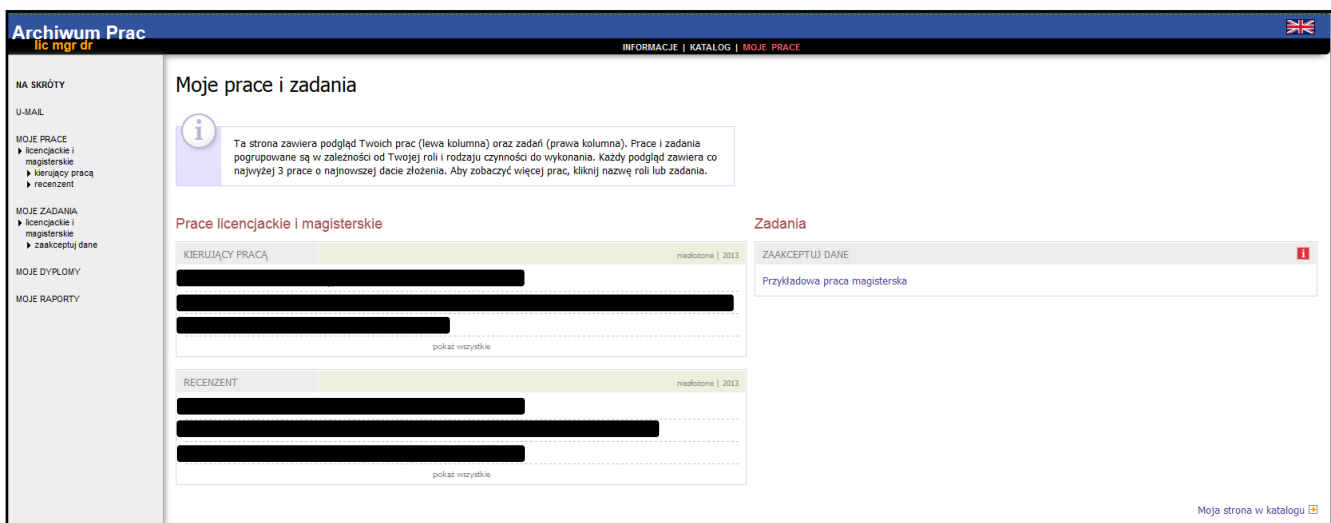 Archiwum Prac
lic mgr dr
INFORMACJE | KATALOG | MOJE PRACE
NA SKRÓTY
U-MAIL
MOJE PRACE
licencjackie i
magisterskie
kierujący pracą
recenzent
MOJE ZADANIA
licencjackie i
magisterskie
zaakceptuj dane
MOJE DYPLOMY
MOJE RAPORTY
Moje prace i zadania
i
Ta strona zawiera podgląd Twoich prac (lewa kolumna) oraz zadań (prawa kolumna). Prace i zadania
pogrupowane są w zależności od Twojej roli i rodzaju czynności do wykonania. Każdy podgląd zawiera co
najwyżej 3 prace o najnowszej dacie złożenia. Aby zobaczyć więcej prac, kliknij nazwę roli lub zadania.
Prace licencjackie i magisterskie
KIERUJĄCY PRACĄ niezłożone | 2013
pokaż wszystkie
RECENZENT niezłożone | 2013
pokaż wszystkie
Zadania
ZAAKCEPTUJ DANE i
Przykładowa praca magisterska
Moja strona w katalogu